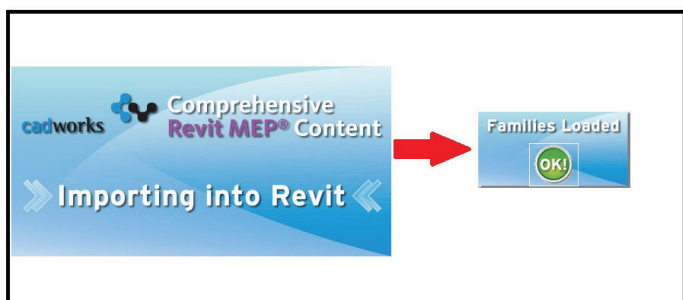 cadworks
Comprehensive
Revit MEP® Content
Importing into Revit
Families Loaded
OK!